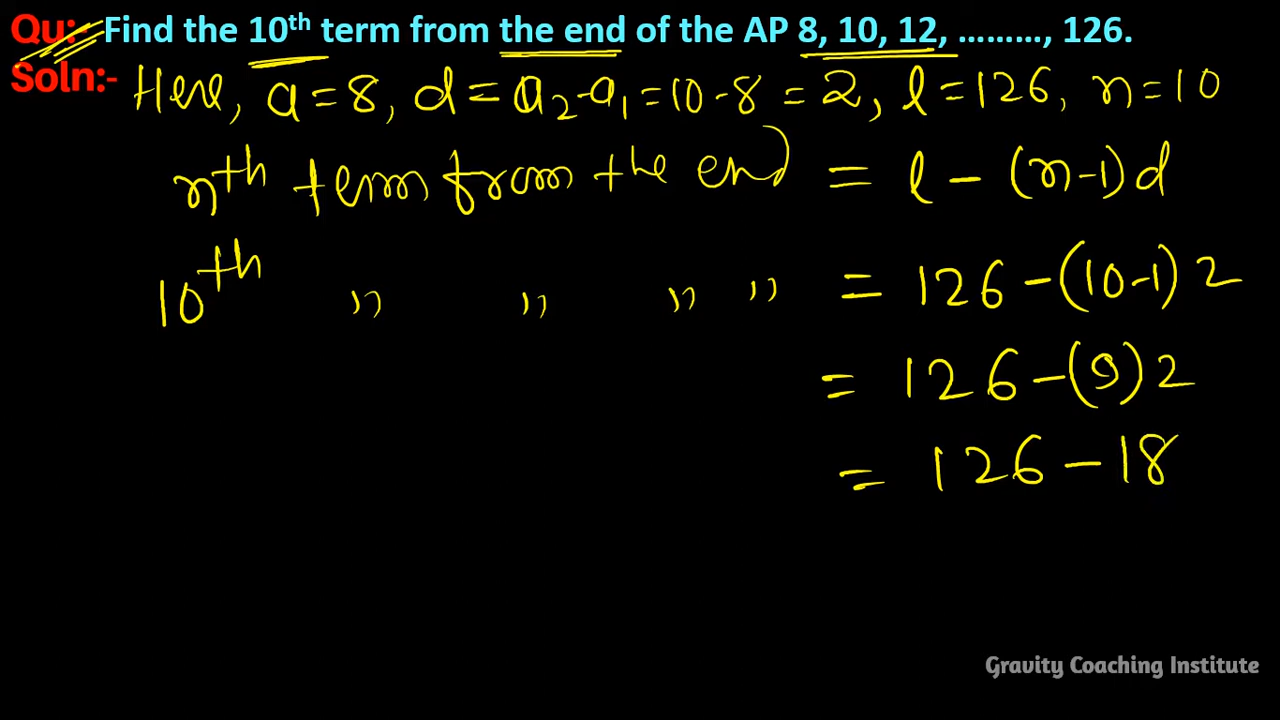 Qu:- Find the 10th term from the end of the AP 8, 10, 12, ........., 126.
Soln:- Here, a = 8, d = a2 - a1 = 10 - 8 = 2, l = 126, n = 10
nth term from the end = l - (n-1)d
10th " " " " = 126 - (10-1) 2
= 126 - (9) 2
= 126 - 18
Gravity Coaching Institute